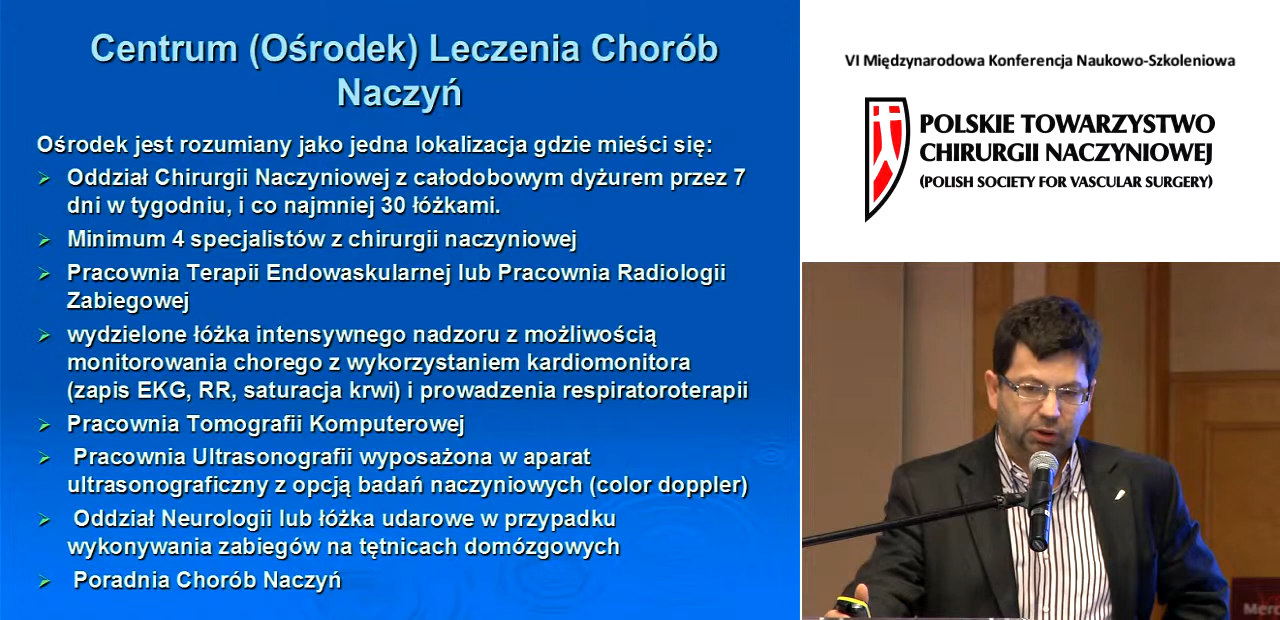 Centrum (Ośrodek) Leczenia Chorób
Naczyń
Ośrodek jest rozumiany jako jedna lokalizacja gdzie mieści się:
Oddział Chirurgii Naczyniowej z całodobowym dyżurem przez 7
dni w tygodniu, i co najmniej 30 łóżkami.
Minimum 4 specjalistów z chirurgii naczyniowej
Pracownia Terapii Endowaskularnej lub Pracownia Radiologii
Zabiegowej
wydzielone łóżka intensywnego nadzoru z możliwością
monitorowania chorego z wykorzystaniem kardiomonitora
(zapis EKG, RR, saturacja krwi) i prowadzenia respiratoroterapii
Pracownia Tomografii Komputerowej
Pracownia Ultrasonografii wyposażona w aparat
ultrasonograficzny z opcją badań naczyniowych (color doppler)
Oddział Neurologii lub łóżka udarowe w przypadku
wykonywania zabiegów na tętnicach domózgowych
Poradnia Chorób Naczyń
VI Międzynarodowa Konferencja Naukowo-Szkoleniowa
POLSKIE TOWARZYSTWO
CHIRURGII NACZYNIOWEJ
(POLISH SOCIETY FOR VASCULAR SURGERY)